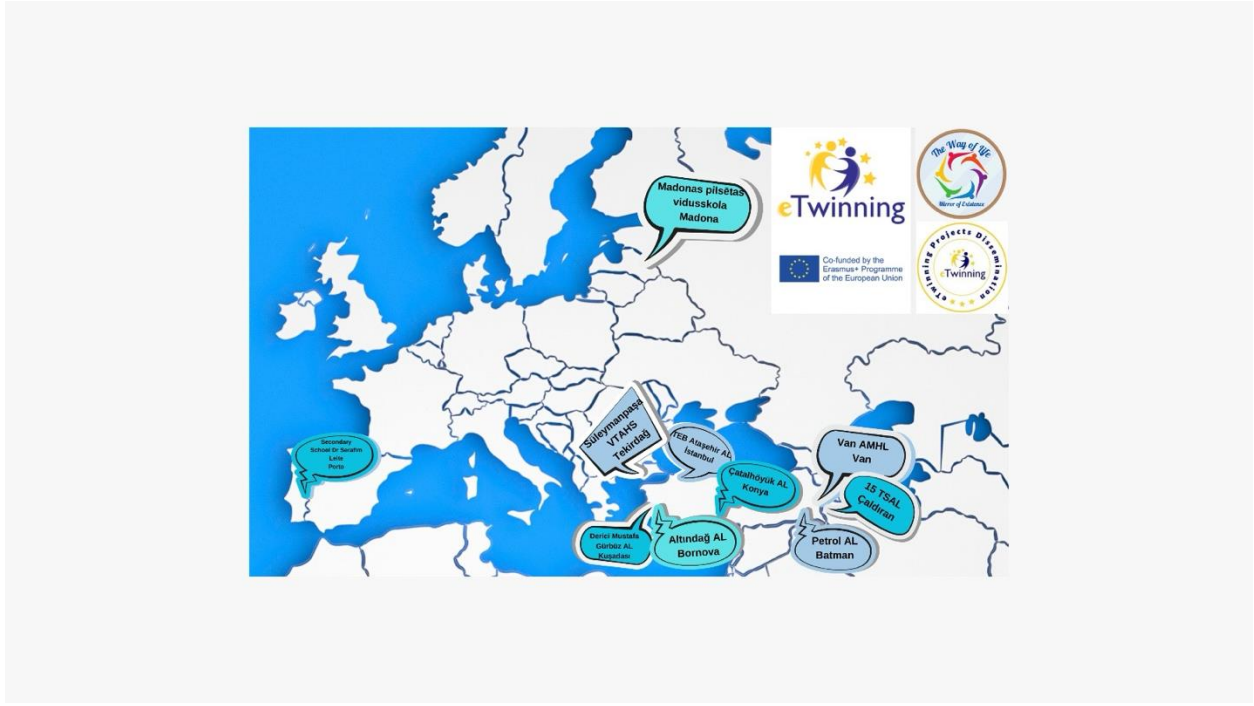 Madonas pilsētas
vidusskola
Madona
eTwinning
Co-funded by the
Erasmus+ Programme
of the European Union
The Way of Life
Mirror of Existence
eTwinning Projects Dissemination
eTwinning
Secondary
School Dr Serafim
Leite
Porto
Süleymanpaşa
VTAHS
Tekirdağ
TEB Ataşehir AL
İstanbul
Çatalhöyük AL
Konya
Van AMHL
Van
15 TSAL
Çaldıran
Derici Mustafa
Gürbüz AL
Kuşadası
Altındağ AL
Bornova
Petrol AL
Batman